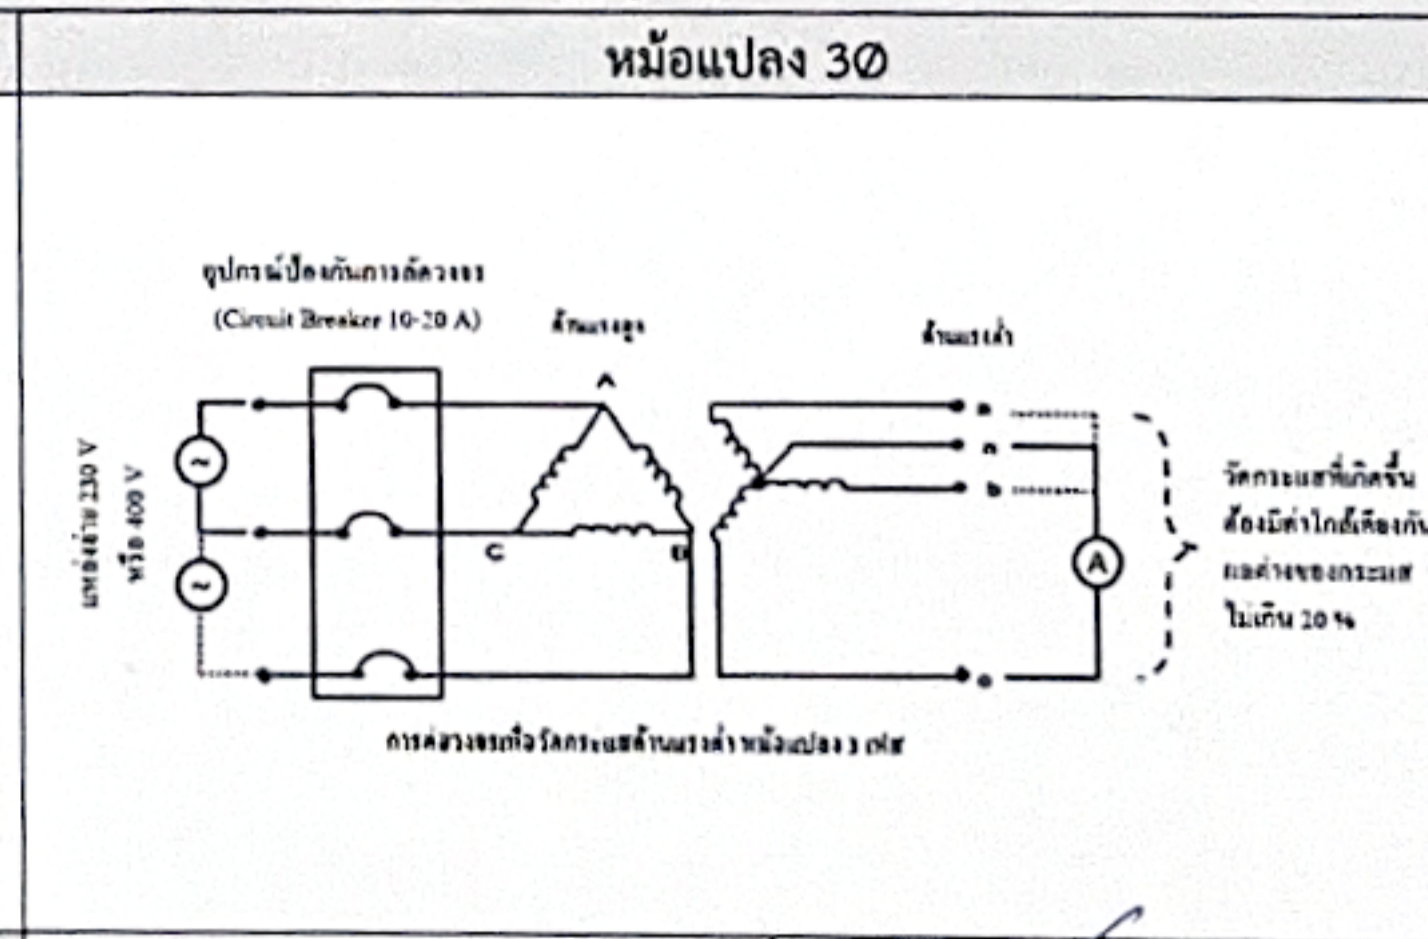 หม้อแปลง 3Ø
อุปกรณ์ป้องกันการลัดวงจร
(Circuit Breaker 10-20 A)
ด้านแรงสูง
ด้านแรงต่ำ
A
a
n
b
แหล่งจ่าย 230 V
หรือ 400 V
~
~
C
B
A
c
วัดกระแสที่เกิดขึ้น
ต้องมีค่าใกล้เคียงกัน
ผลต่างของกระแส
ไม่เกิน 20 %
การต่อวงจรเพื่อวัดกระแสด้านแรงต่ำหม้อแปลง 3 เฟส